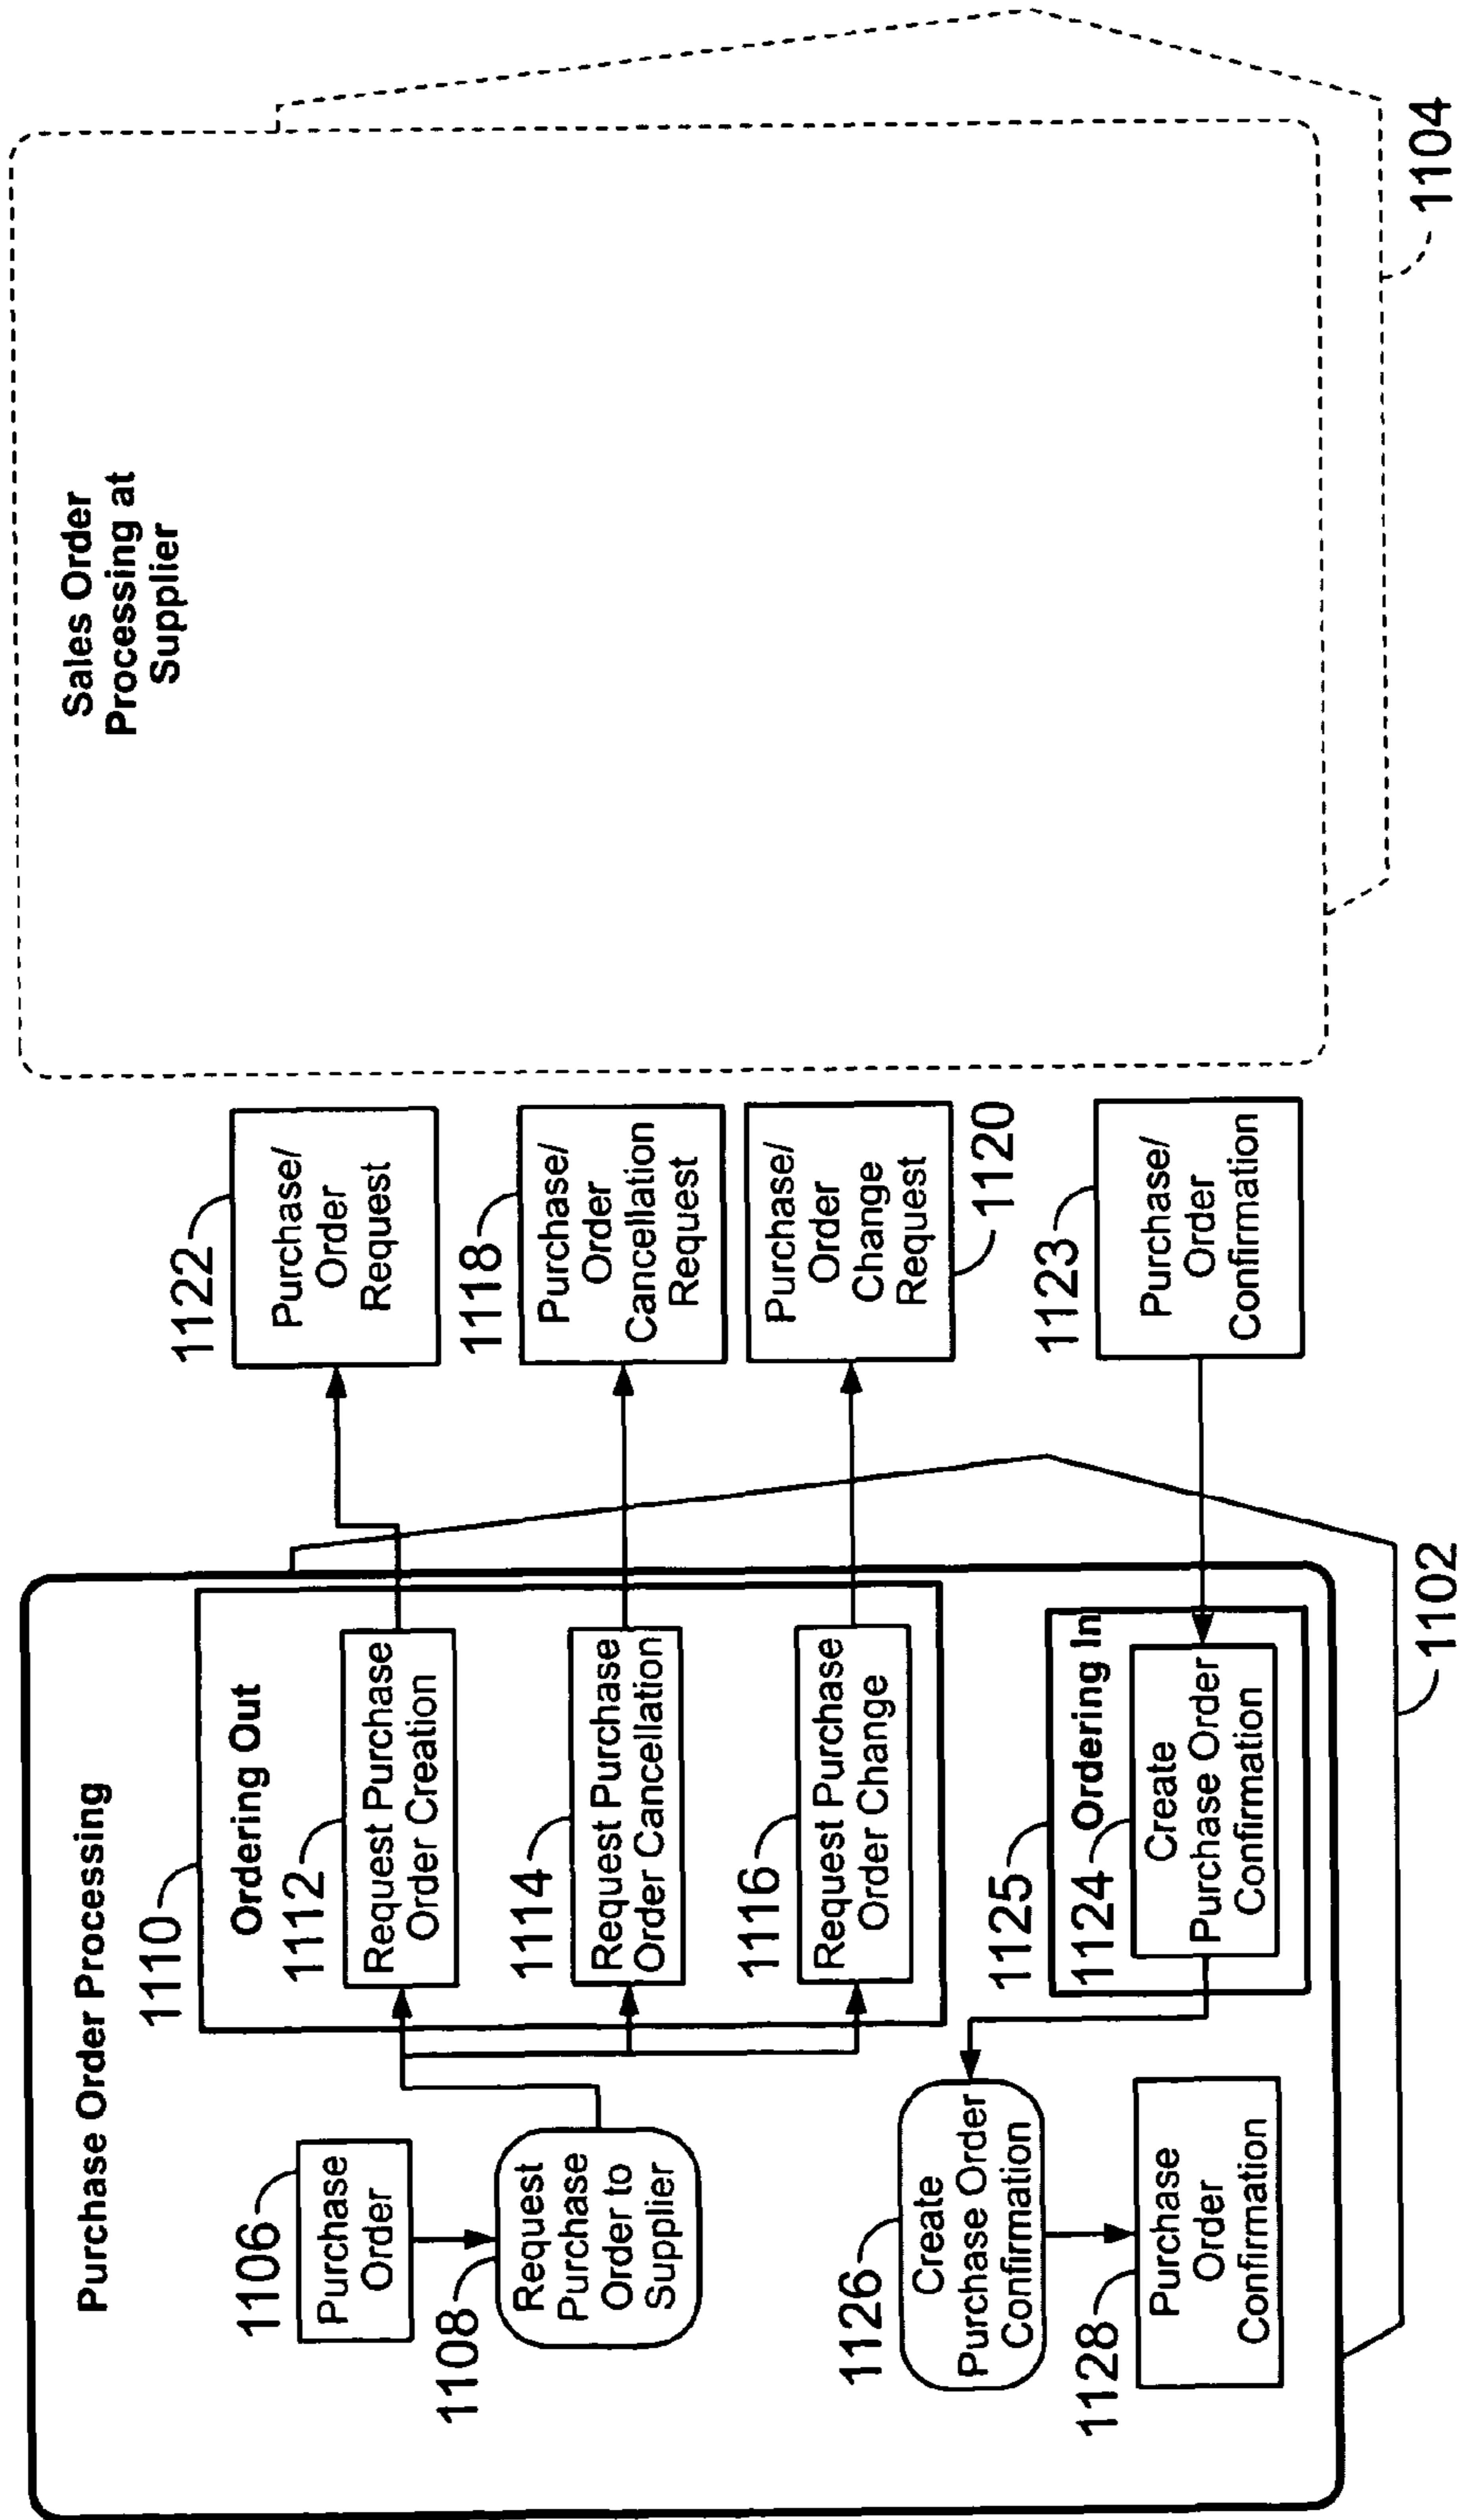 Purchase Order Processing
1106
Purchase
Order
1108
Request
Purchase
Order to
Supplier
1110
Ordering Out
1112
Request Purchase
Order Creation
1114
Request Purchase
Order Cancellation
1116
Request Purchase
Order Change
1125
Ordering In
1124
Create
Purchase Order
Confirmation
1126
Create
Purchase Order
Confirmation
1128
Purchase
Order
Confirmation
1102
1122
Purchase/
Order
Request
1118
Purchase/
Order
Cancellation
Request
Purchase/
Order
Change
Request
1120
1123
Purchase/
Order
Confirmation
Sales Order
Processing at
Supplier
1104